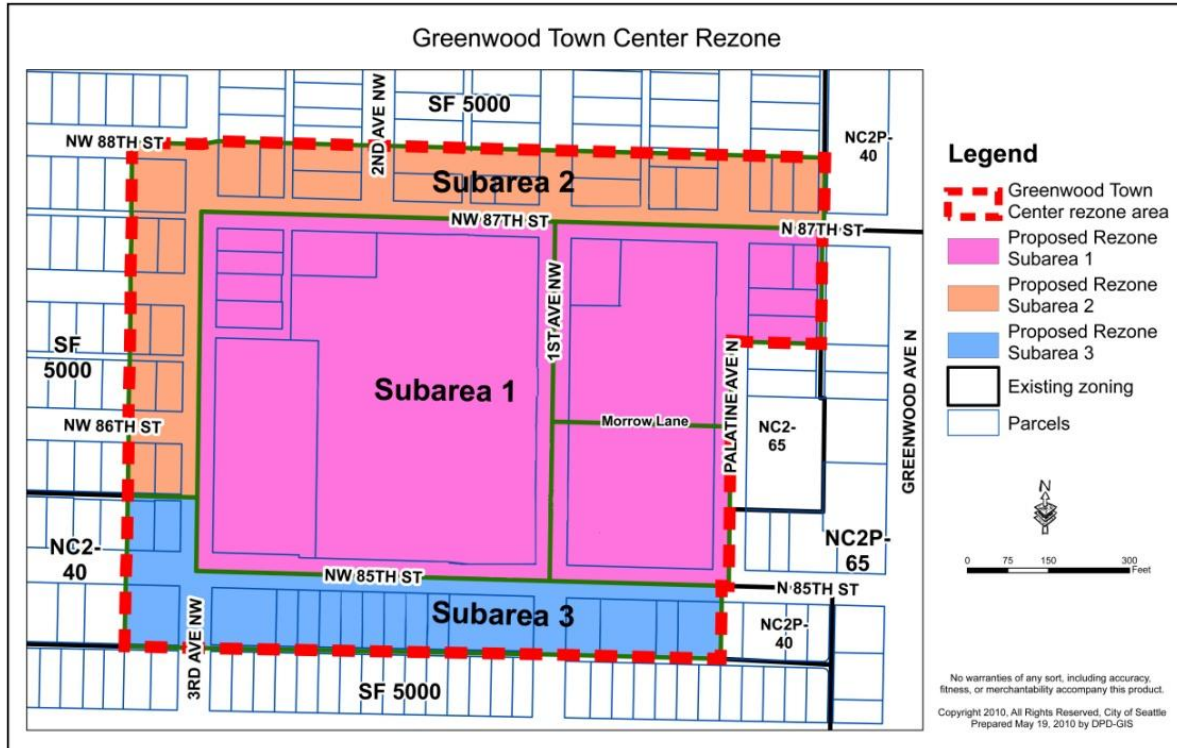 Greenwood Town Center Rezone
SF 5000
2ND AVE NW
NC2P-
40
NW 88TH ST
Subarea 2
NW 87TH ST
N 87TH ST
1ST AVE NW
SF
5000
Subarea 1
Morrow Lane
PALATINE AVE N
NC2-
65
GREENWOOD AVE N
NW 86TH ST
NC2-
40
NC2P-
65
NW 85TH ST
N 85TH ST
Subarea 3
NC2P-
40
3RD AVE NW
SF 5000
Legend
Greenwood Town
Center rezone area
Proposed Rezone
Subarea 1
Proposed Rezone
Subarea 2
Proposed Rezone
Subarea 3
Existing zoning
Parcels
N
0 75 150 300
Feet
No warranties of any sort, including accuracy,
fitness, or merchantability accompany this product.
Copyright 2010, All Rights Reserved, City of Seattle
Prepared May 19, 2010 by DPD-GIS